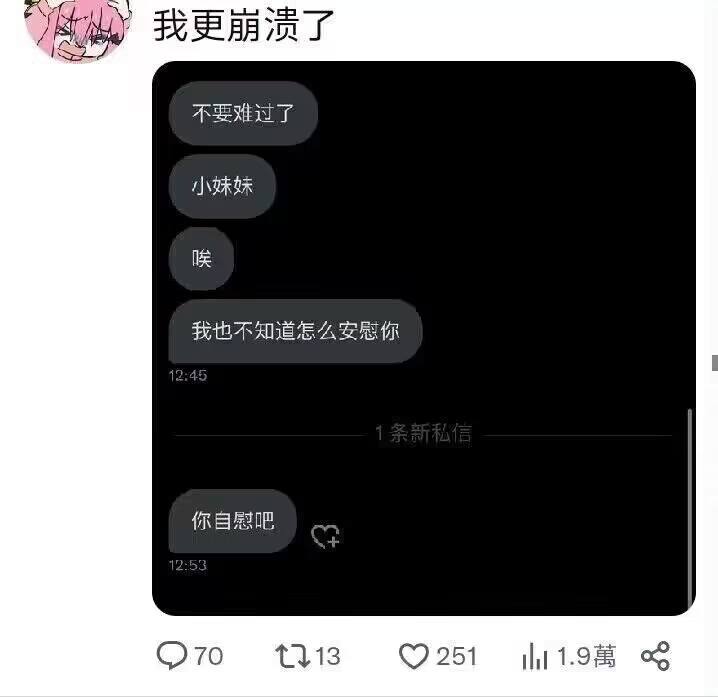 我更崩溃了
不要难过了
小妹妹
唉
我也不知道怎么安慰你
12:45
1 条新私信
你自慰吧
12:53
70 13 251 1.9萬